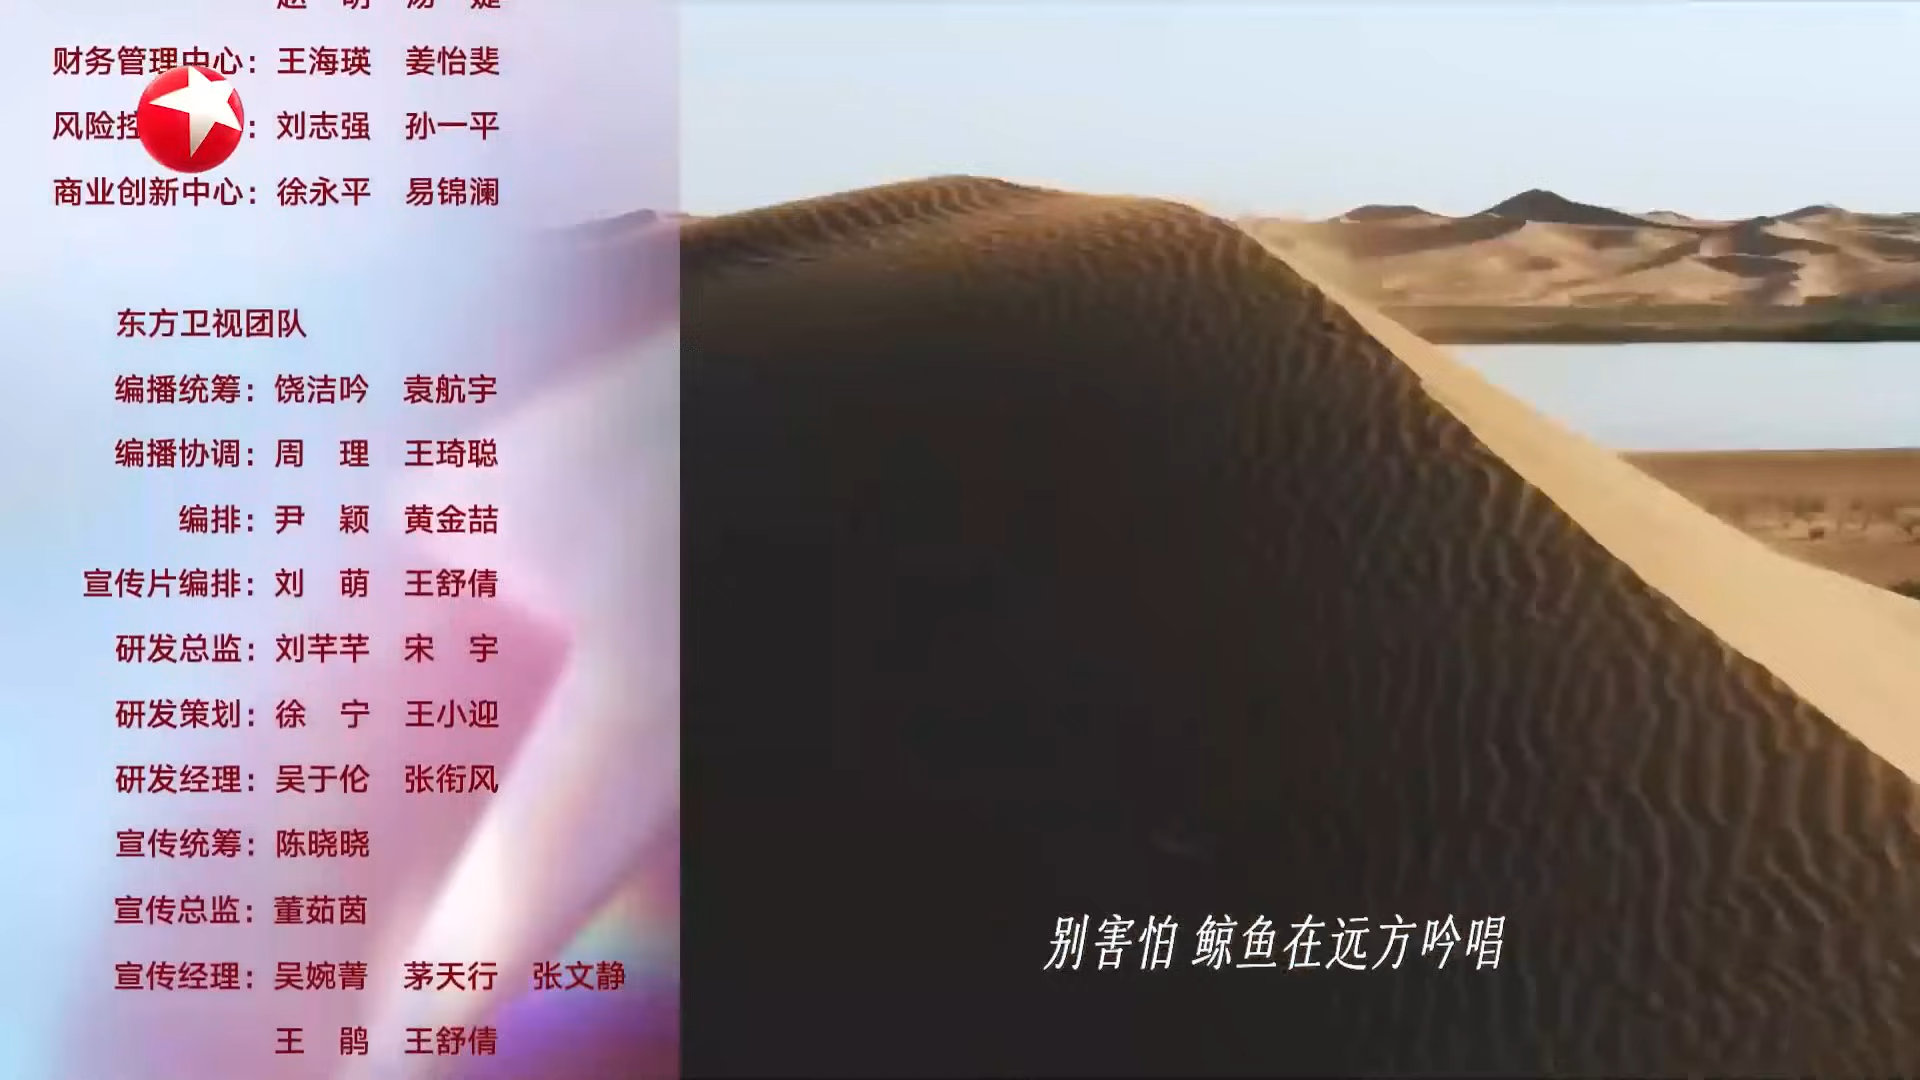 财务管理中心：王海瑛 姜怡斐
风险控：刘志强 孙一平
商业创新中心：徐永平 易锦澜
东方卫视团队
编播统筹：饶洁吟 袁航宇
编播协调：周 理 王琦聪
编排：尹 颖 黄金喆
宣传片编排：刘 萌 王舒倩
研发总监：刘芊芊 宋 宇
研发策划：徐 宁 王小迎
研发经理：吴于伦 张衔风
宣传统筹：陈晓晓
宣传总监：董茹茵
宣传经理：吴婉菁 茅天行 张文静
王 鹃 王舒倩
别害怕 鲸鱼在远方吟唱